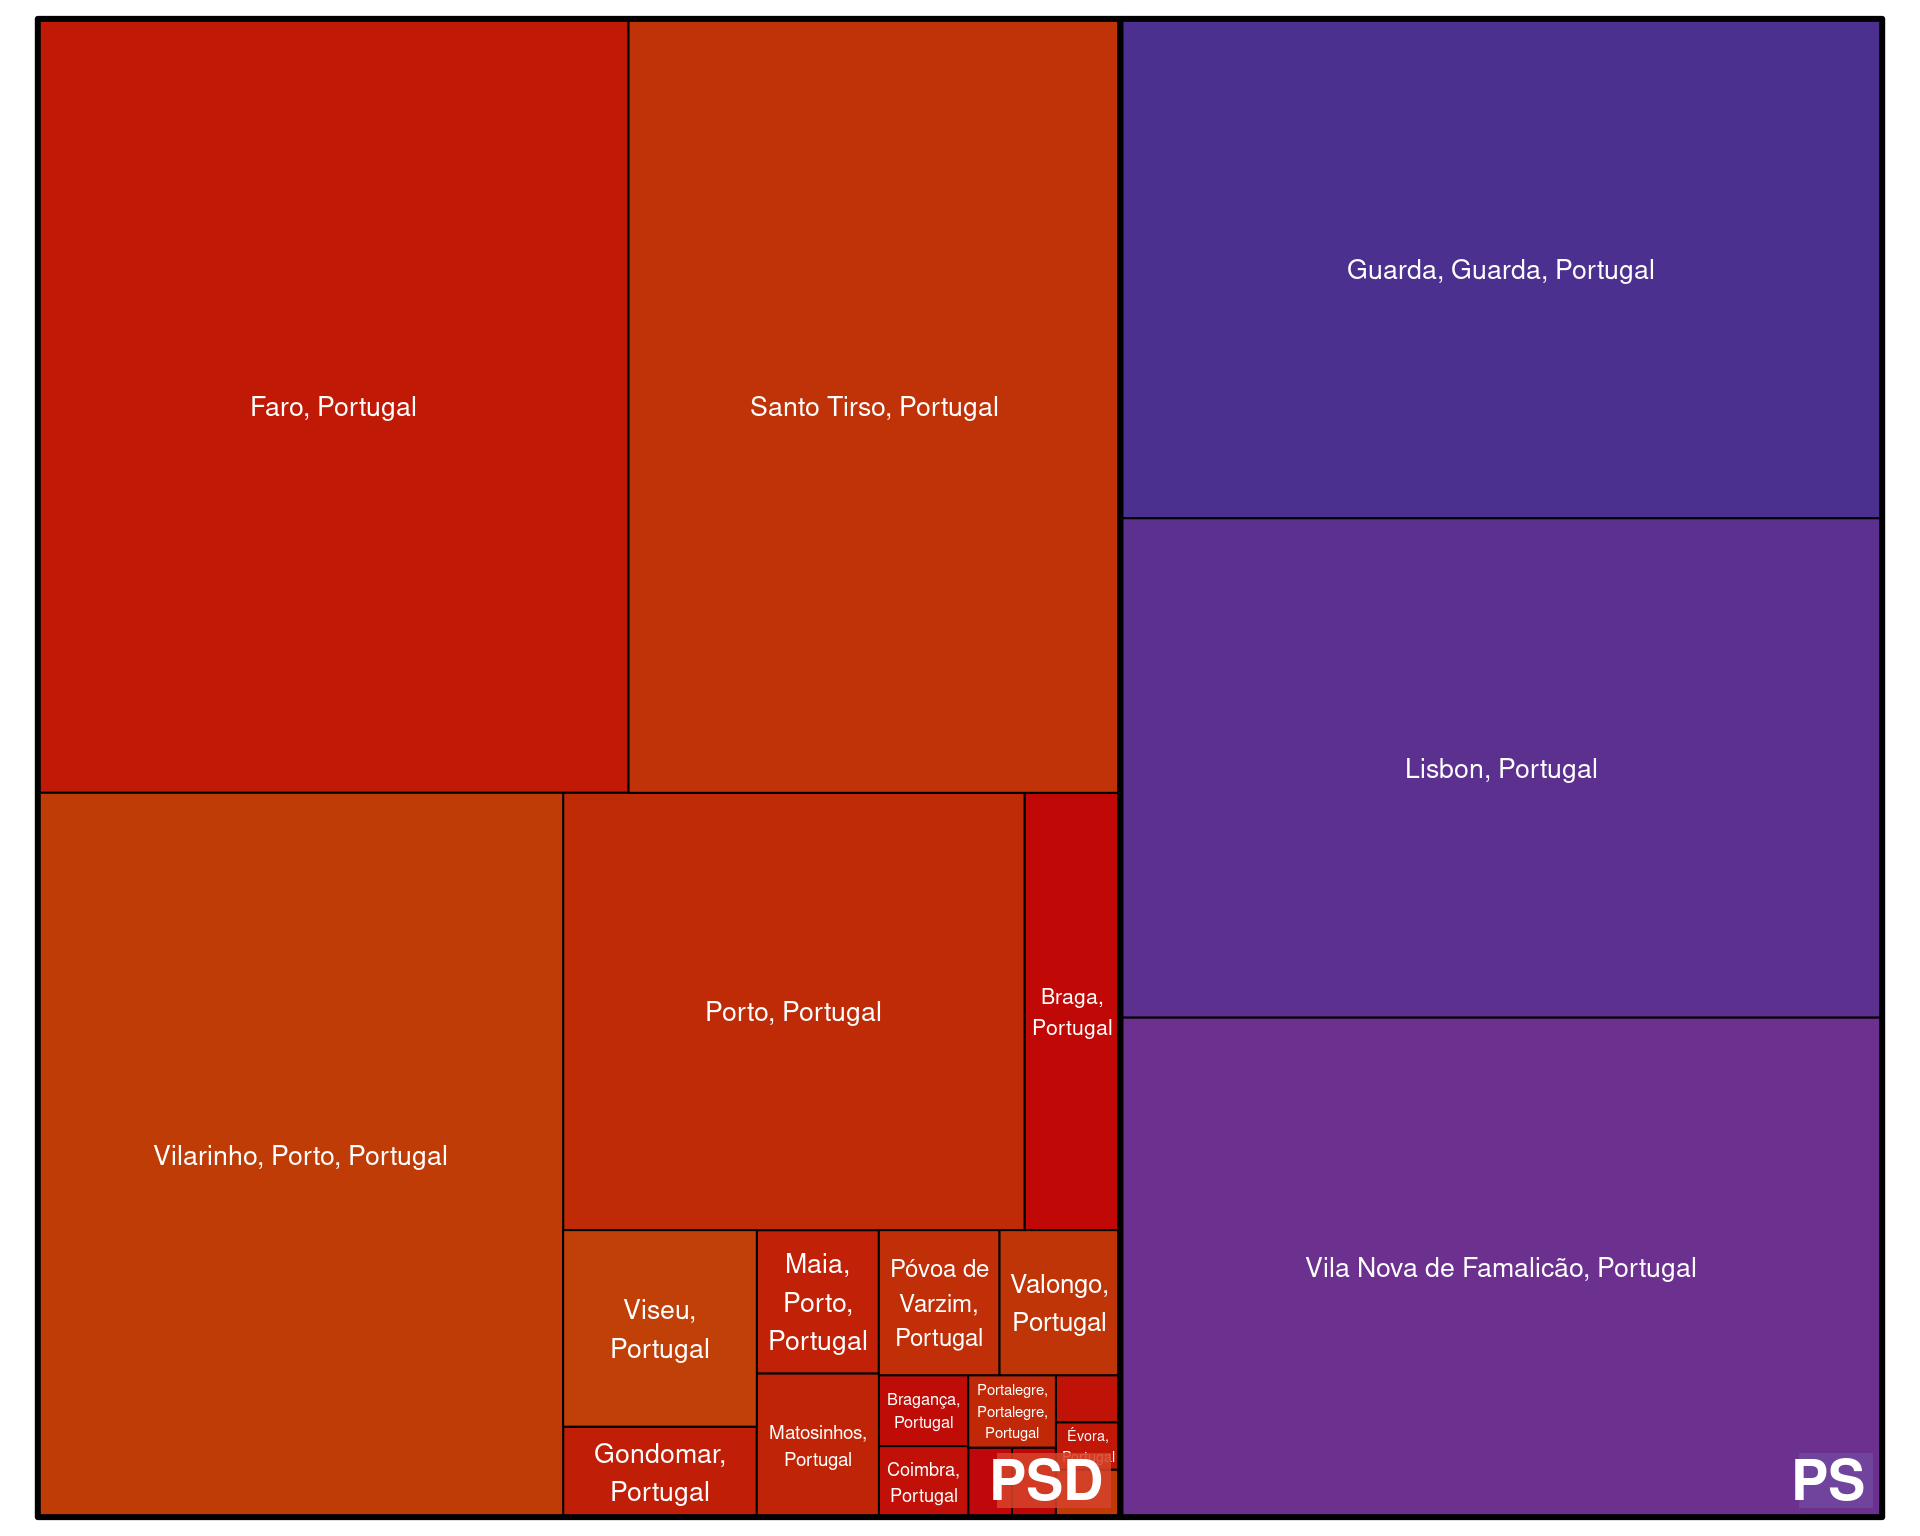 Faro, Portugal
Santo Tirso, Portugal
Guarda, Guarda, Portugal
Lisbon, Portugal
Vilarinho, Porto, Portugal
Porto, Portugal
Braga,
Portugal
Vila Nova de Famalicão, Portugal
Viseu,
Portugal
Maia,
Porto,
Portugal
Póvoa de
Varzim,
Portugal
Valongo,
Portugal
Gondomar,
Portugal
Matosinhos,
Portugal
Bragança,
Portugal
Portalegre,
Portalegre,
Portugal
Coimbra,
Portugal
Évora,
Portugal
PSD
PS